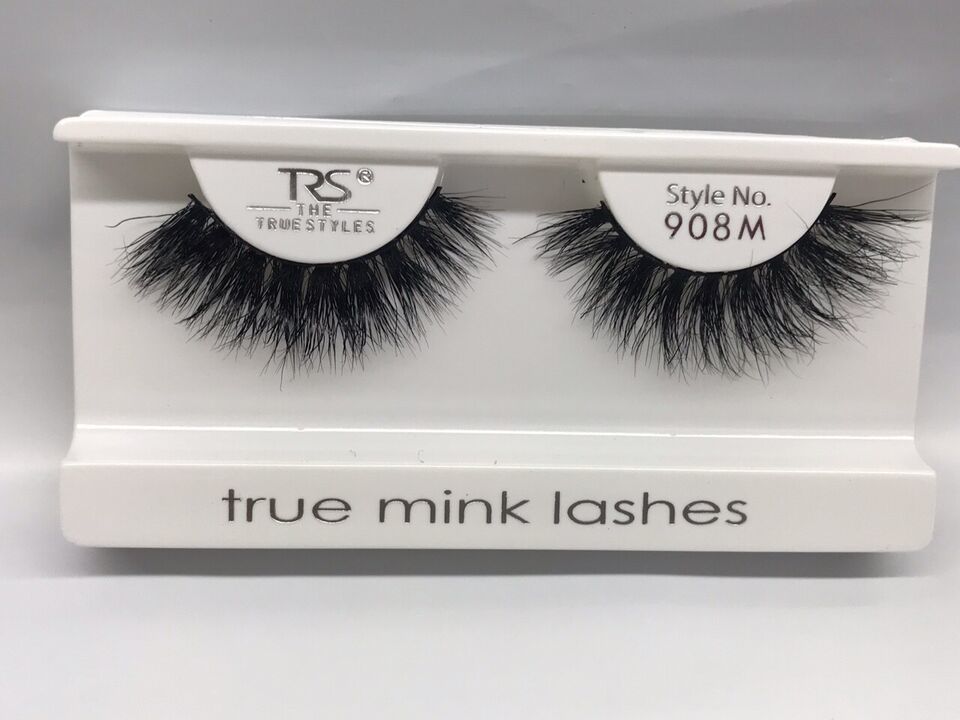 TRS®
THE
TRUE STYLES
Style No.
908M
true mink lashes